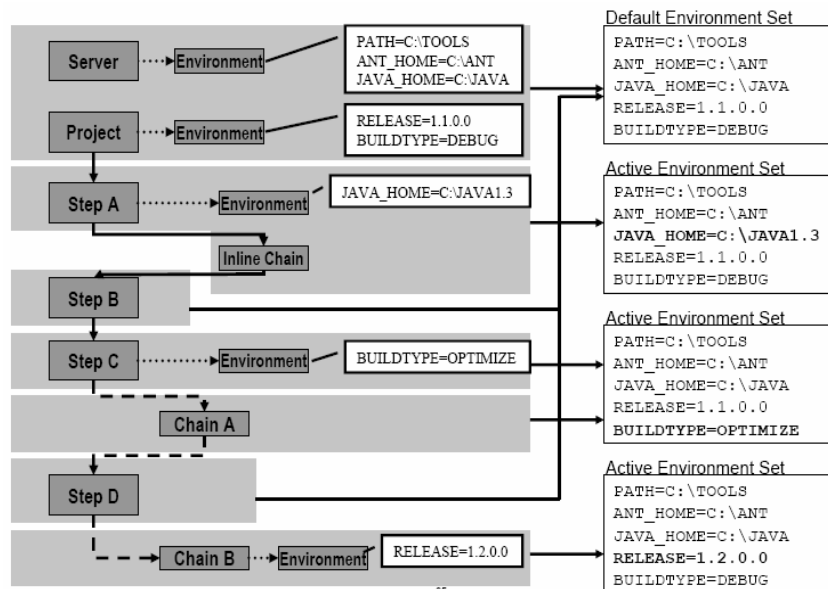 Default Environment Set
Server
Environment
PATH=C:\TOOLS
ANT_HOME=C:\ANT
JAVA_HOME=C:\JAVA
PATH=C:\TOOLS
ANT_HOME=C:\ANT
JAVA_HOME=C:\JAVA
RELEASE=1.1.0.0
BUILDTYPE=DEBUG
Project
Environment
RELEASE=1.1.0.0
BUILDTYPE=DEBUG
Active Environment Set
Step A
Environment
JAVA_HOME=C:\JAVA1.3
PATH=C:\TOOLS
ANT_HOME=C:\ANT
JAVA_HOME=C:\JAVA1.3
RELEASE=1.1.0.0
BUILDTYPE=DEBUG
Inline Chain
Step B
Active Environment Set
Step C
Environment
BUILDTYPE=OPTIMIZE
PATH=C:\TOOLS
ANT_HOME=C:\ANT
JAVA_HOME=C:\JAVA
RELEASE=1.1.0.0
BUILDTYPE=OPTIMIZE
Chain A
Active Environment Set
Step D
PATH=C:\TOOLS
ANT_HOME=C:\ANT
JAVA_HOME=C:\JAVA
RELEASE=1.2.0.0
BUILDTYPE=DEBUG
Chain B
Environment
RELEASE=1.2.0.0